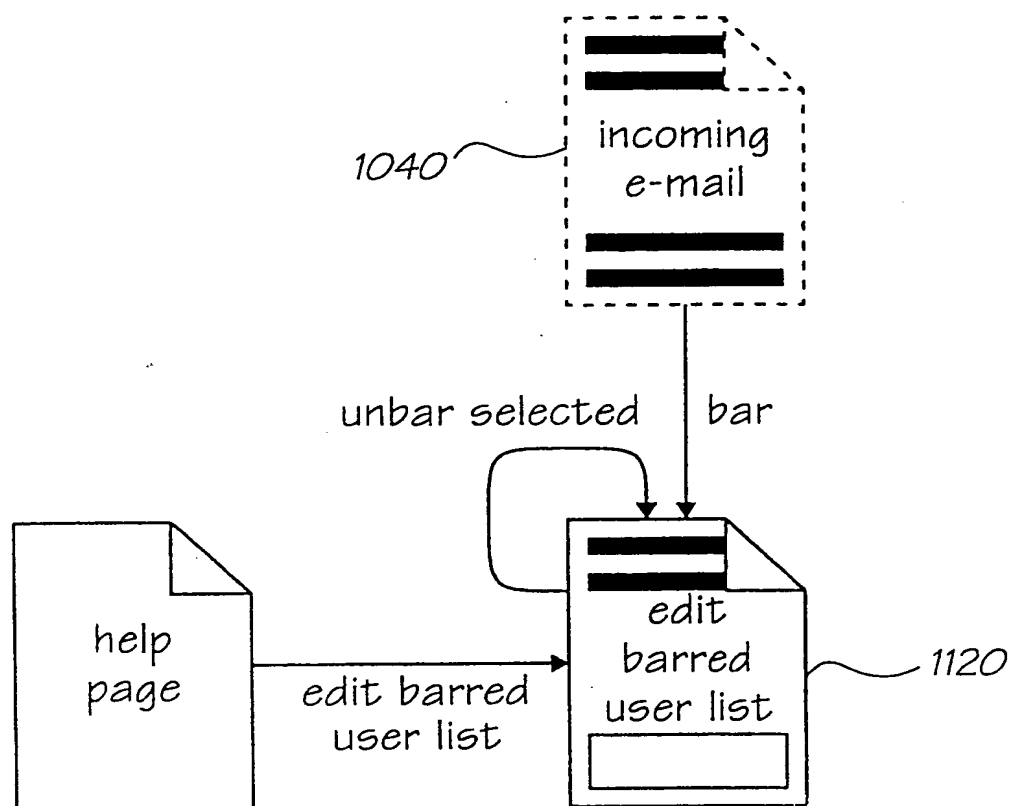 incoming
e-mail
1040
unbar selected
bar
help
page
edit barred
user list
edit
barred
user list
1120